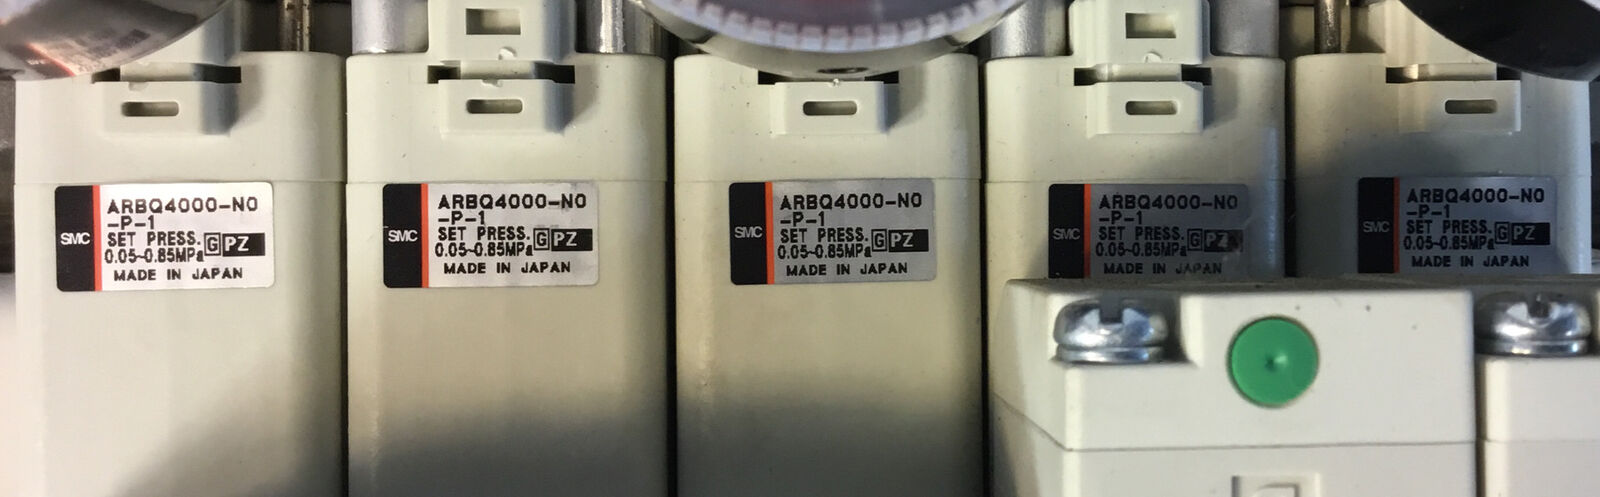 SMC
ARBQ4000-N0
-P-1
SET PRESS. G PZ
0.05~0.85MPa
MADE IN JAPAN
SMC
ARBQ4000-N0
-P-1
SET PRESS. G PZ
0.05~0.85MPa
MADE IN JAPAN
SMC
ARBQ4000-N0
-P-1
SET PRESS. G PZ
0.05~0.85MPa
MADE IN JAPAN
SMC
ARBQ4000-N0
-P-1
SET PRESS. G PZ
0.05~0.85MPa
MADE IN JAPAN
SMC
ARBQ4000-N0
-P-1
SET PRESS. G PZ
0.05~0.85MPa
MADE IN JAPAN